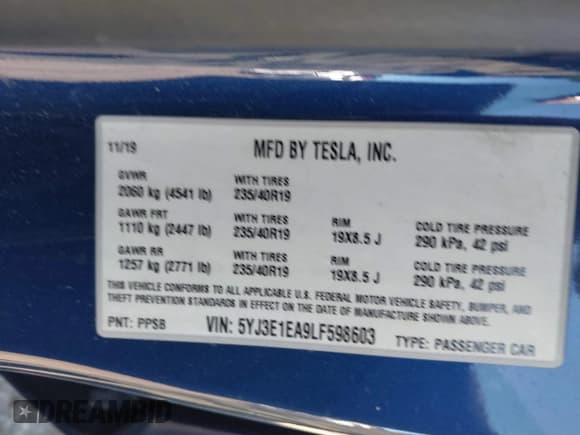 11/19 MFD BY TESLA, INC.
GVWR WITH TIRES
2060 kg (4541 lb) 235/40R19
GAWR FRT WITH TIRES RIM COLD TIRE PRESSURE
1110 kg (2447 lb) 235/40R19 19X8.5 J 290 kPa, 42 psi
GAWR RR WITH TIRES RIM COLD TIRE PRESSURE
1257 kg (2771 lb) 235/40R19 19X8.5 J 290 kPa, 42 psi
THIS VEHICLE CONFORMS TO ALL APPLICABLE U.S. FEDERAL MOTOR VEHICLE SAFETY, BUMPER, AND
THEFT PREVENTION STANDARDS IN EFFECT ON THE DATE OF MANUFACTURE SHOWN ABOVE.
PNT: PPSB VIN: 5YJ3E1EA9LF598603 TYPE: PASSENGER CAR
DREAMBID